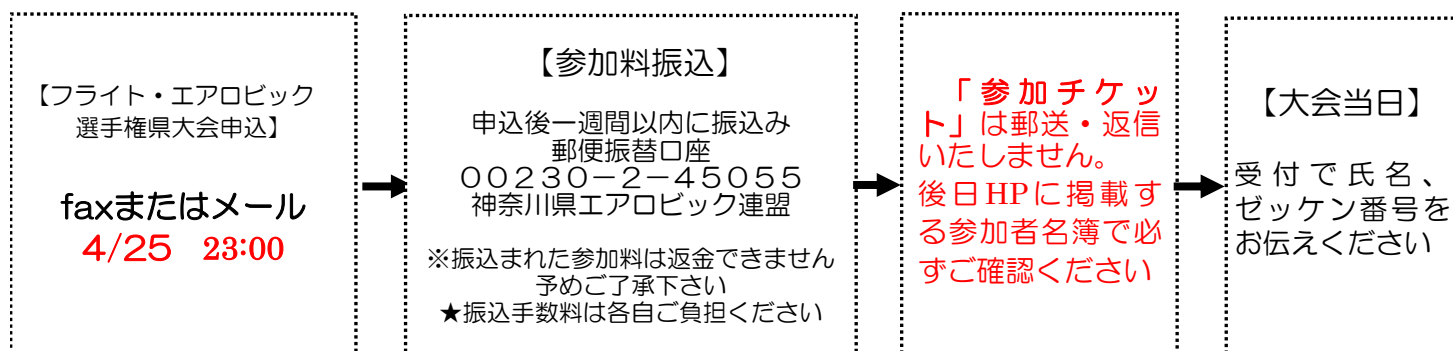 【フライト・エアロビック
選手権県大会申込】
faxまたはメール
4/25 23:00
【参加料振込】
申込後一週間以内に振込み
郵便振替口座
００２３０－２－４５０５５
神奈川県エアロビック連盟
※振込まれた参加料は返金できません
予めご了承下さい
★振込手数料は各自ご負担ください
「参加チケッ
ト」は郵送・返信
いたしません。
後日HPに掲載す
る参加者名簿で必
ずご確認ください
【大会当日】
受付で氏名、
ゼッケン番号を
お伝えください